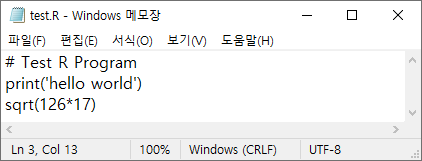 test.R - Windows 메모장
파일(F) 편집(E) 서식(O) 보기(V) 도움말(H)
# Test R Program
print('hello world')
sqrt(126*17)
Ln 3, Col 13 100% Windows (CRLF) UTF-8